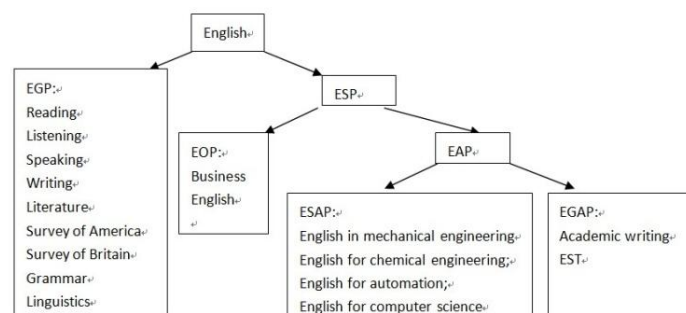 English
EGP:
Reading
Listening
Speaking
Writing
Literature
Survey of America
Survey of Britain
Grammar
Linguistics
ESP
EOP:
Business
English
EAP
ESAP:
English in mechanical engineering
English for chemical engineering;
English for automation;
English for computer science
EGAP:
Academic writing
EST